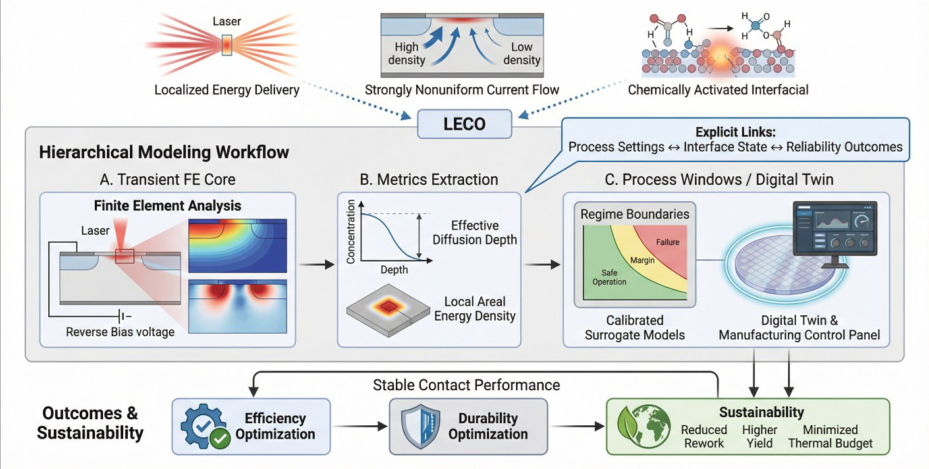 Laser
Localized Energy Delivery
High
density
Low
density
Strongly Nonuniform Current Flow
H
H
H
O
H
Chemically Activated Interfacial
LECO
Explicit Links:
Process Settings ↔ Interface State ↔ Reliability Outcomes
Hierarchical Modeling Workflow
A. Transient FE Core
Finite Element Analysis
Laser
Reverse Bias voltage
B. Metrics Extraction
Concentration
Depth
Effective
Diffusion Depth
Local Areal
Energy Density
C. Process Windows / Digital Twin
Regime Boundaries
Failure
Margin
Safe
Operation
Calibrated
Surrogate Models
Digital Twin &
Manufacturing Control Panel
Stable Contact Performance
Outcomes &
Sustainability
Efficiency
Optimization
Durability
Optimization
Sustainability
Reduced
Rework
Higher
Yield
Minimized
Thermal Budget